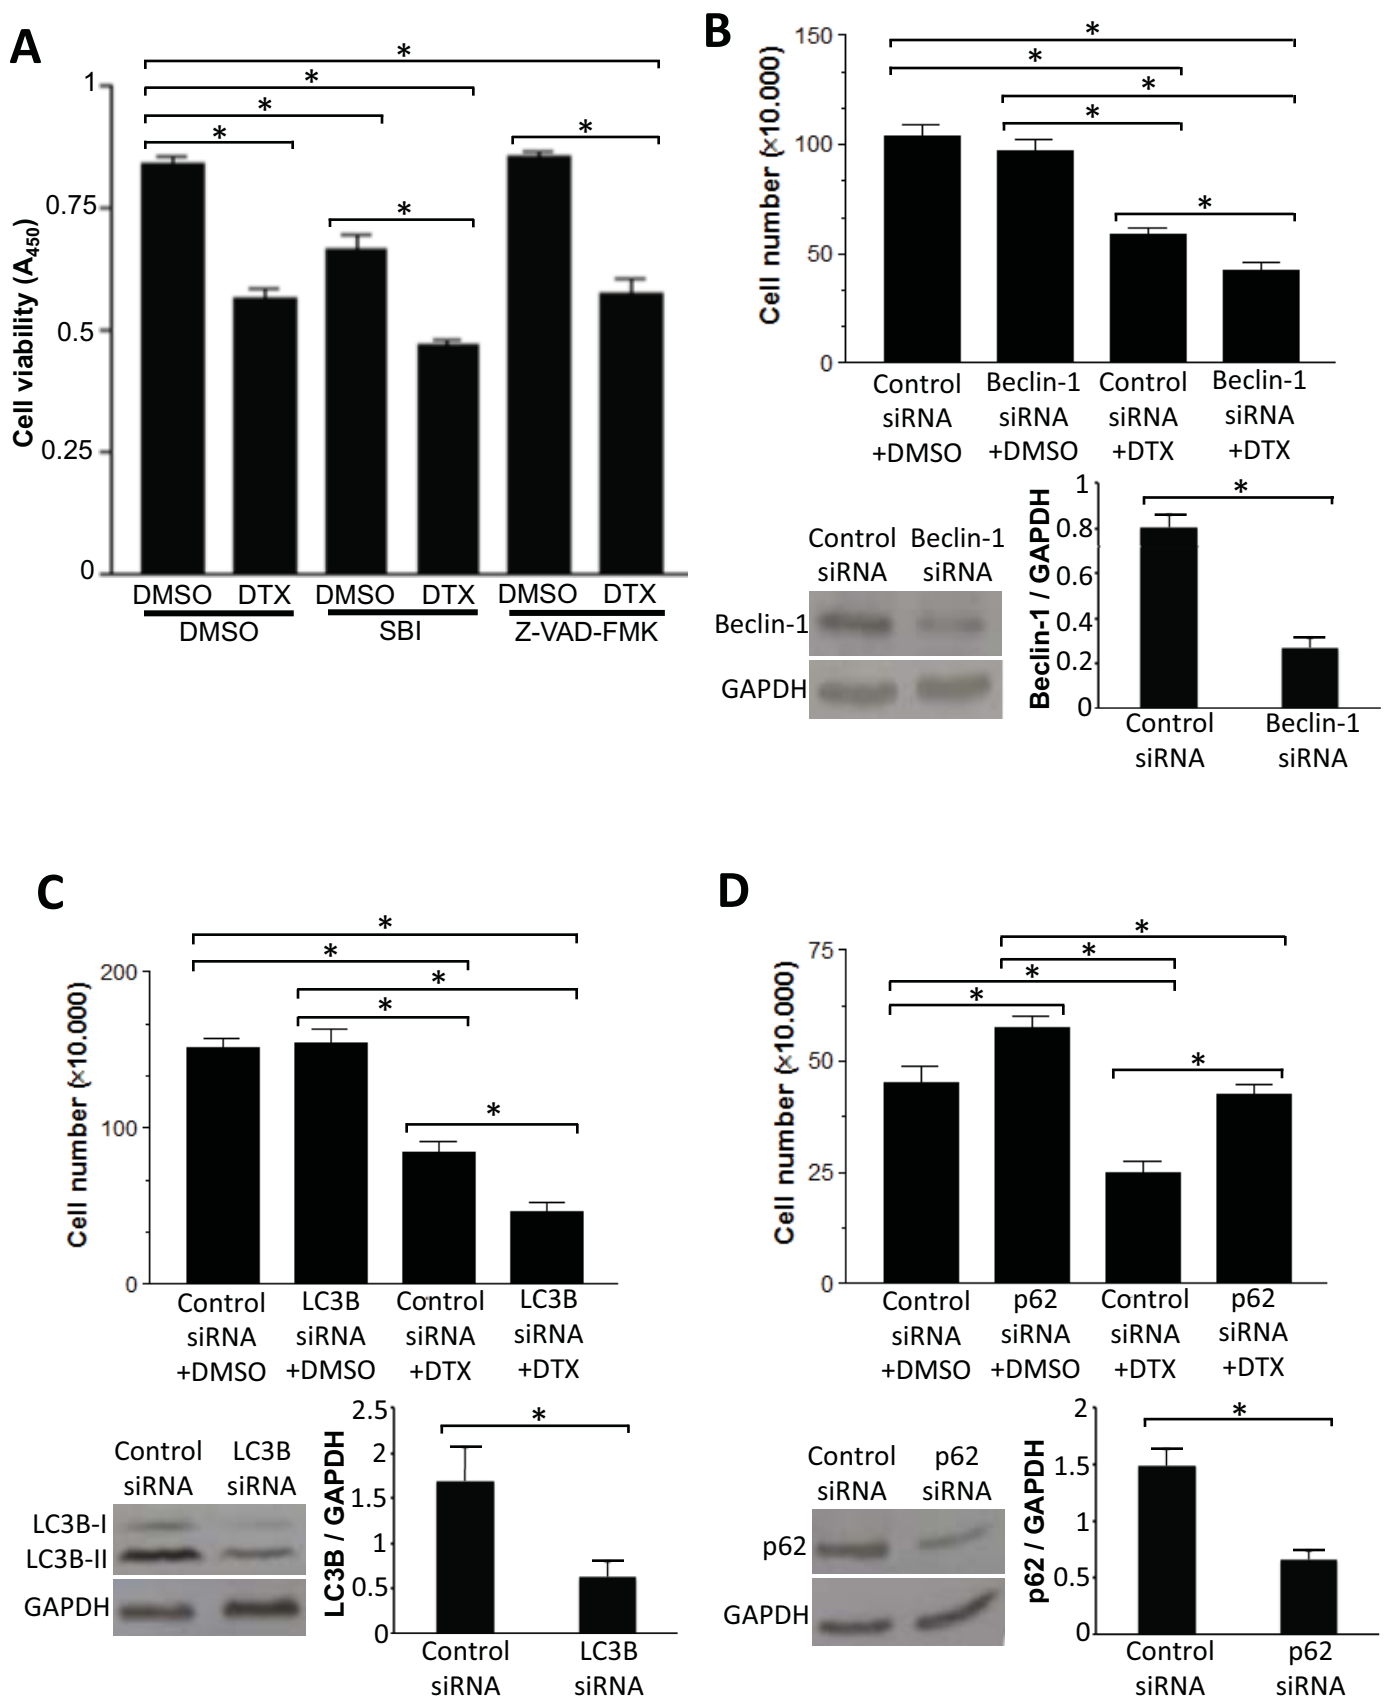 A
*
*
*
*
*
*
1
0.75
0.5
0.25
0
Cell viability (A450)
DMSO DTX DMSO DTX DMSO DTX
DMSO SBI Z-VAD-FMK
B
*
*
*
*
*
150
100
50
0
Cell number (×10.000)
Control Beclin-1 Control Beclin-1
siRNA siRNA siRNA siRNA
+DMSO +DMSO +DTX +DTX
Control Beclin-1
siRNA siRNA
Beclin-1
GAPDH
*
1
0.8
0.6
0.4
0.2
0
Beclin-1 / GAPDH
Control Beclin-1
siRNA siRNA
C
*
*
*
*
*
200
100
0
Cell number (×10.000)
Control LC3B Control LC3B
siRNA siRNA siRNA siRNA
+DMSO +DMSO +DTX +DTX
Control LC3B
siRNA siRNA
LC3B-I
LC3B-II
GAPDH
*
2.5
2
1.5
1
0.5
0
LC3B / GAPDH
Control LC3B
siRNA siRNA
D
*
*
*
*
*
75
50
25
0
Cell number (×10.000)
Control p62 Control p62
siRNA siRNA siRNA siRNA
+DMSO +DMSO +DTX +DTX
Control p62
siRNA siRNA
p62
GAPDH
*
2
1.5
1
0.5
0
p62 / GAPDH
Control p62
siRNA siRNA